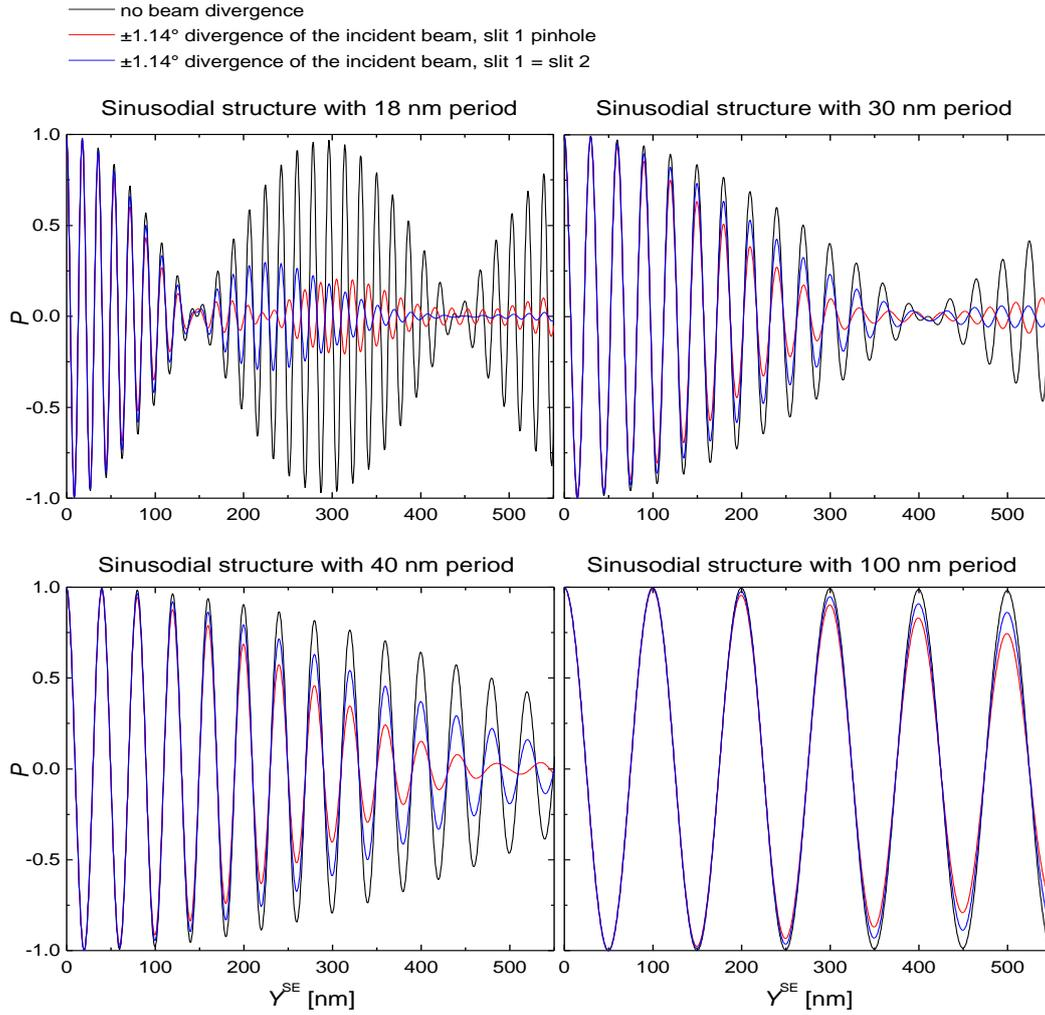 no beam divergence
±1.14° divergence of the incident beam, slit 1 pinhole
±1.14° divergence of the incident beam, slit 1 = slit 2
Sinusodial structure with 18 nm period
Sinusodial structure with 30 nm period
1.0
0.5
0.0
-0.5
-1.0
P
0 100 200 300 400 500
0 100 200 300 400 500
Sinusodial structure with 40 nm period
Sinusodial structure with 100 nm period
1.0
0.5
0.0
-0.5
-1.0
P
0 100 200 300 400 500
0 100 200 300 400 500
Y^SE [nm]
Y^SE [nm]